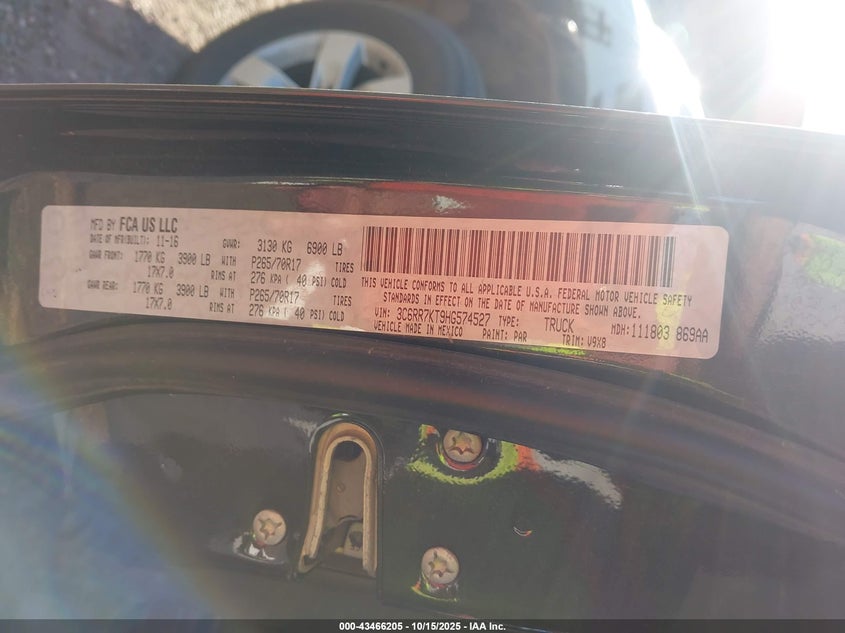 MFD BY FCA US LLC
DATE OF MFR(BUILT): 11-16 GVWR: 3130 KG 6900 LB
GAWR FRONT: 1770 KG 3900 LB WITH P265/70R17 TIRES
17X7.0 RIMS AT 276 KPA ( 40 PSI) COLD
GAWR REAR: 1770 KG 3900 LB WITH P265/70R17 TIRES
17X7.0 RIMS AT 276 KPA ( 40 PSI) COLD
THIS VEHICLE CONFORMS TO ALL APPLICABLE U.S.A. FEDERAL MOTOR VEHICLE SAFETY
STANDARDS IN EFFECT ON THE DATE OF MANUFACTURE SHOWN ABOVE.
VIN: 3C6RR7KT9HG574527 TYPE: TRUCK MDH: 111803 869AA
VEHICLE MADE IN MEXICO PAINT: PAR TRIM: V9X8
000-43466205 - 10/15/2025 - IAA Inc.